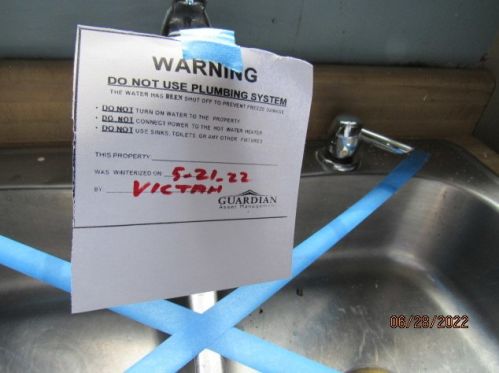 WARNING
DO NOT USE PLUMBING SYSTEM
THE WATER HAS BEEN SHUT OFF TO PREVENT FREEZE DAMAGE
• DO NOT TURN ON WATER TO THE PROPERTY
• DO NOT CONNECT POWER TO THE HOT WATER HEATER
• DO NOT USE SINKS, TOILETS OR ANY OTHER FIXTURES
THIS PROPERTY
WAS WINTERIZED ON 5-21-22
BY VICTAH
GUARDIAN
Asset Management
06/28/2022